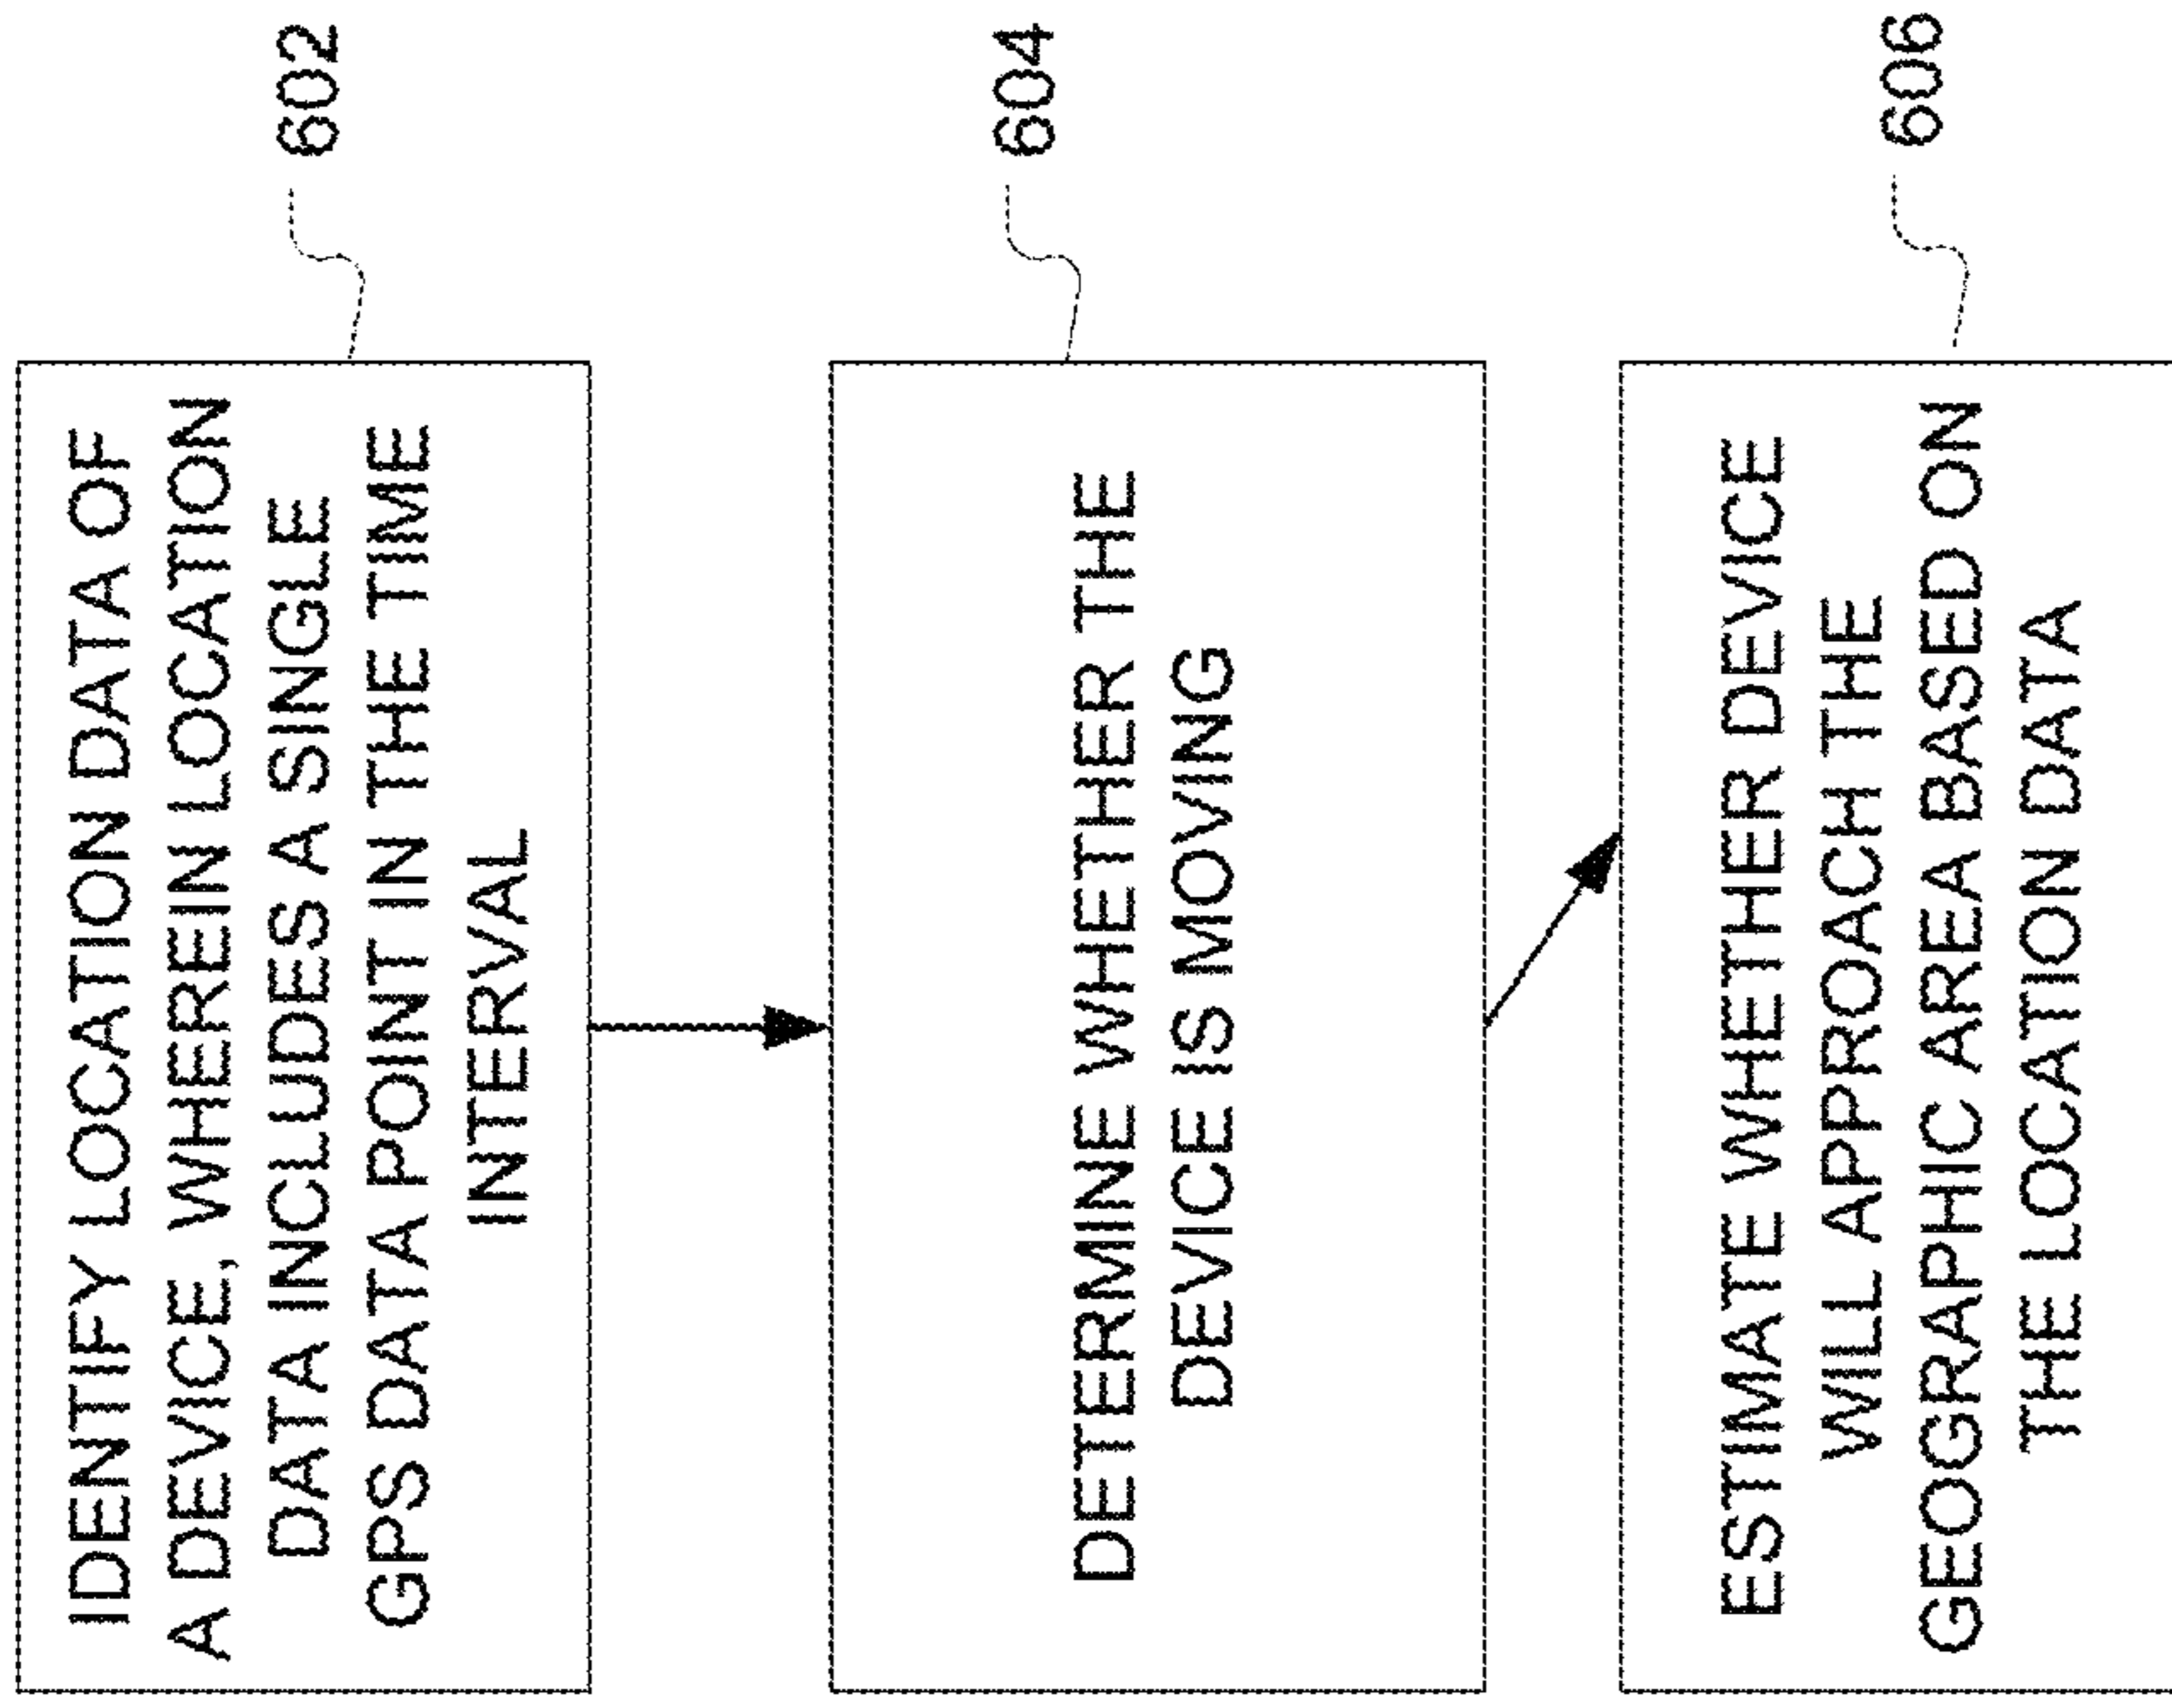 IDENTIFY LOCATION DATA OF
A DEVICE, WHEREIN LOCATION
DATA INCLUDES A SINGLE
GPS DATA POINT IN THE TIME
INTERVAL
602
DETERMINE WHETHER THE
DEVICE IS MOVING
604
ESTIMATE WHETHER DEVICE
WILL APPROACH THE
GEOGRAPHIC AREA BASED ON
THE LOCATION DATA
606